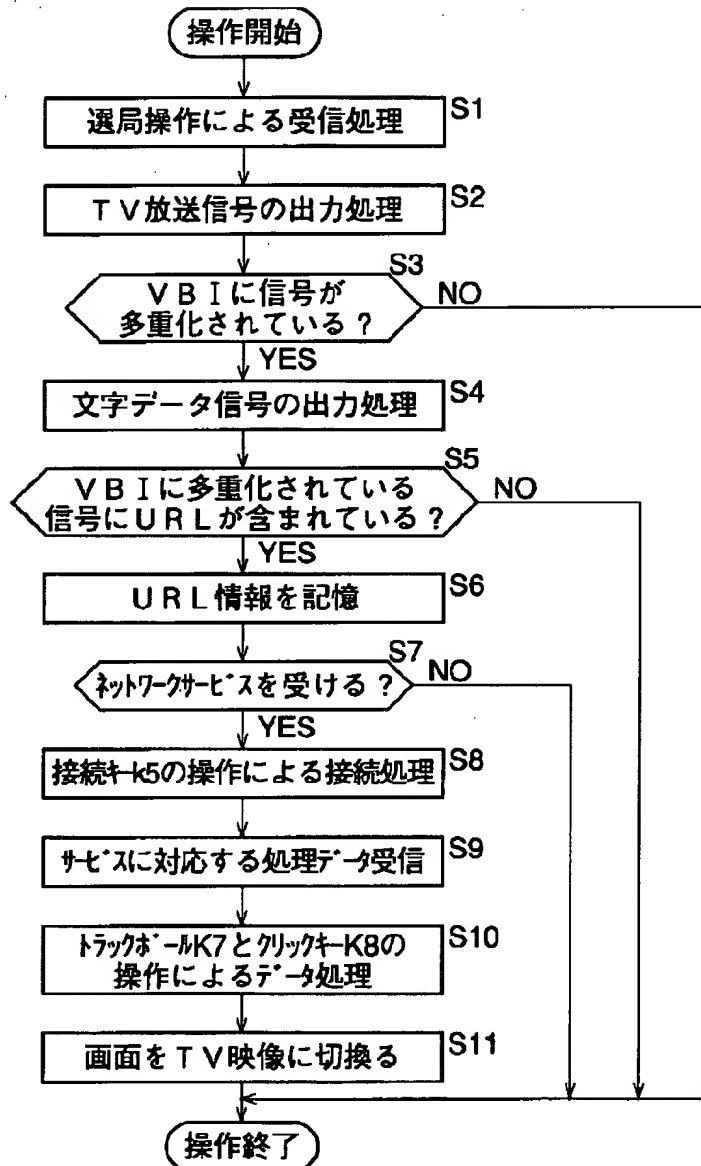 操作開始
選局操作による受信処理 S1
TV放送信号の出力処理 S2
S3
VBIに信号が
多重化されている？ NO
YES
文字データ信号の出力処理 S4
S5
VBIに多重化されている
信号にURLが含まれている？ NO
YES
URL情報を記憶 S6
S7
ネットワークサービスを受ける？ NO
YES
接続キーk5の操作による接続処理 S8
サービスに対応する処理データ受信 S9
トラックボールK7とクリックキーK8の S10
操作によるデータ処理
画面をTV映像に切換る S11
操作終了